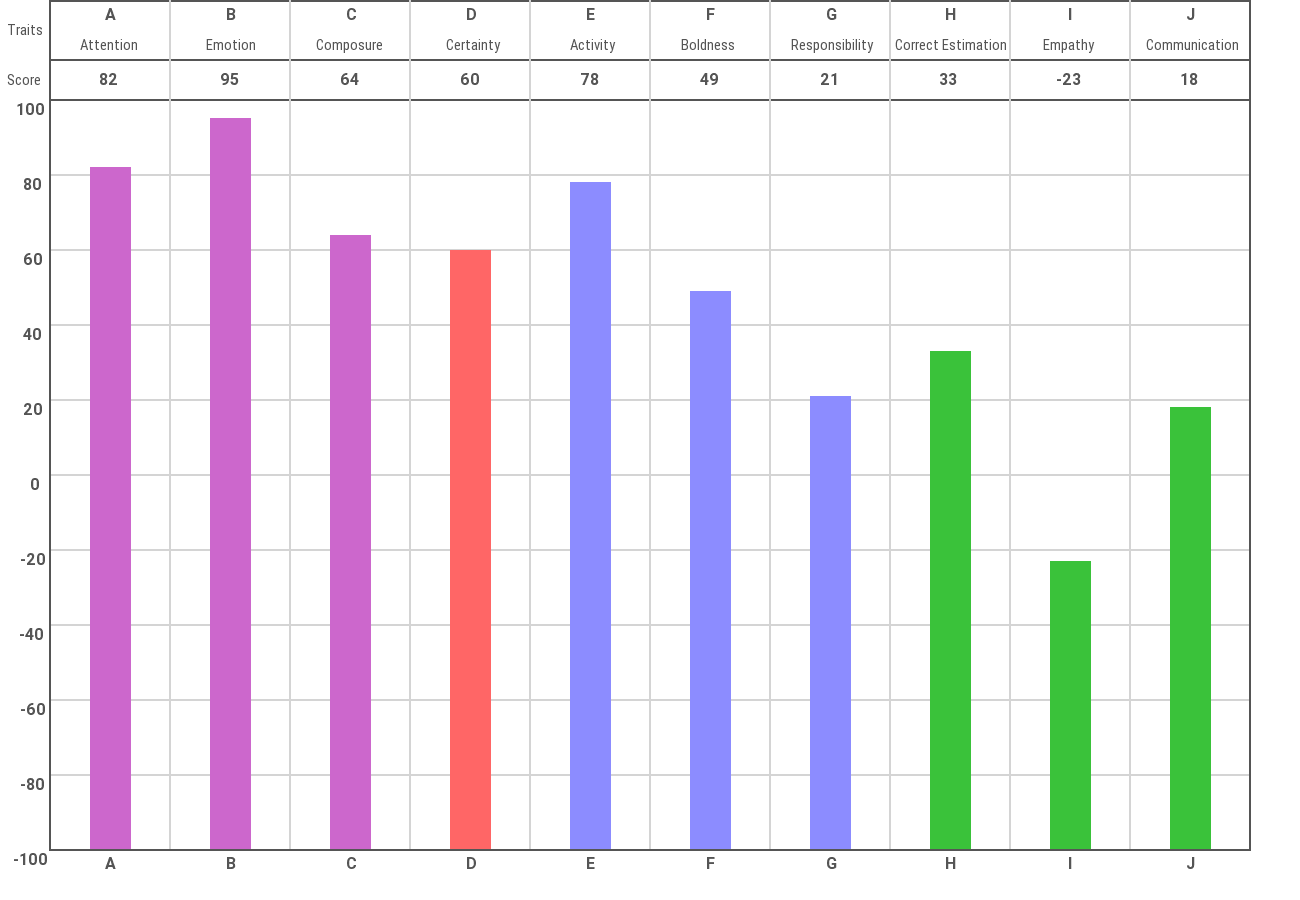 A B C D E F G H I J
Traits Attention Emotion Composure Certainty Activity Boldness Responsibility Correct Estimation Empathy Communication
Score 82 95 64 60 78 49 21 33 -23 18
100
80
60
40
20
0
-20
-40
-60
-80
-100
A B C D E F G H I J